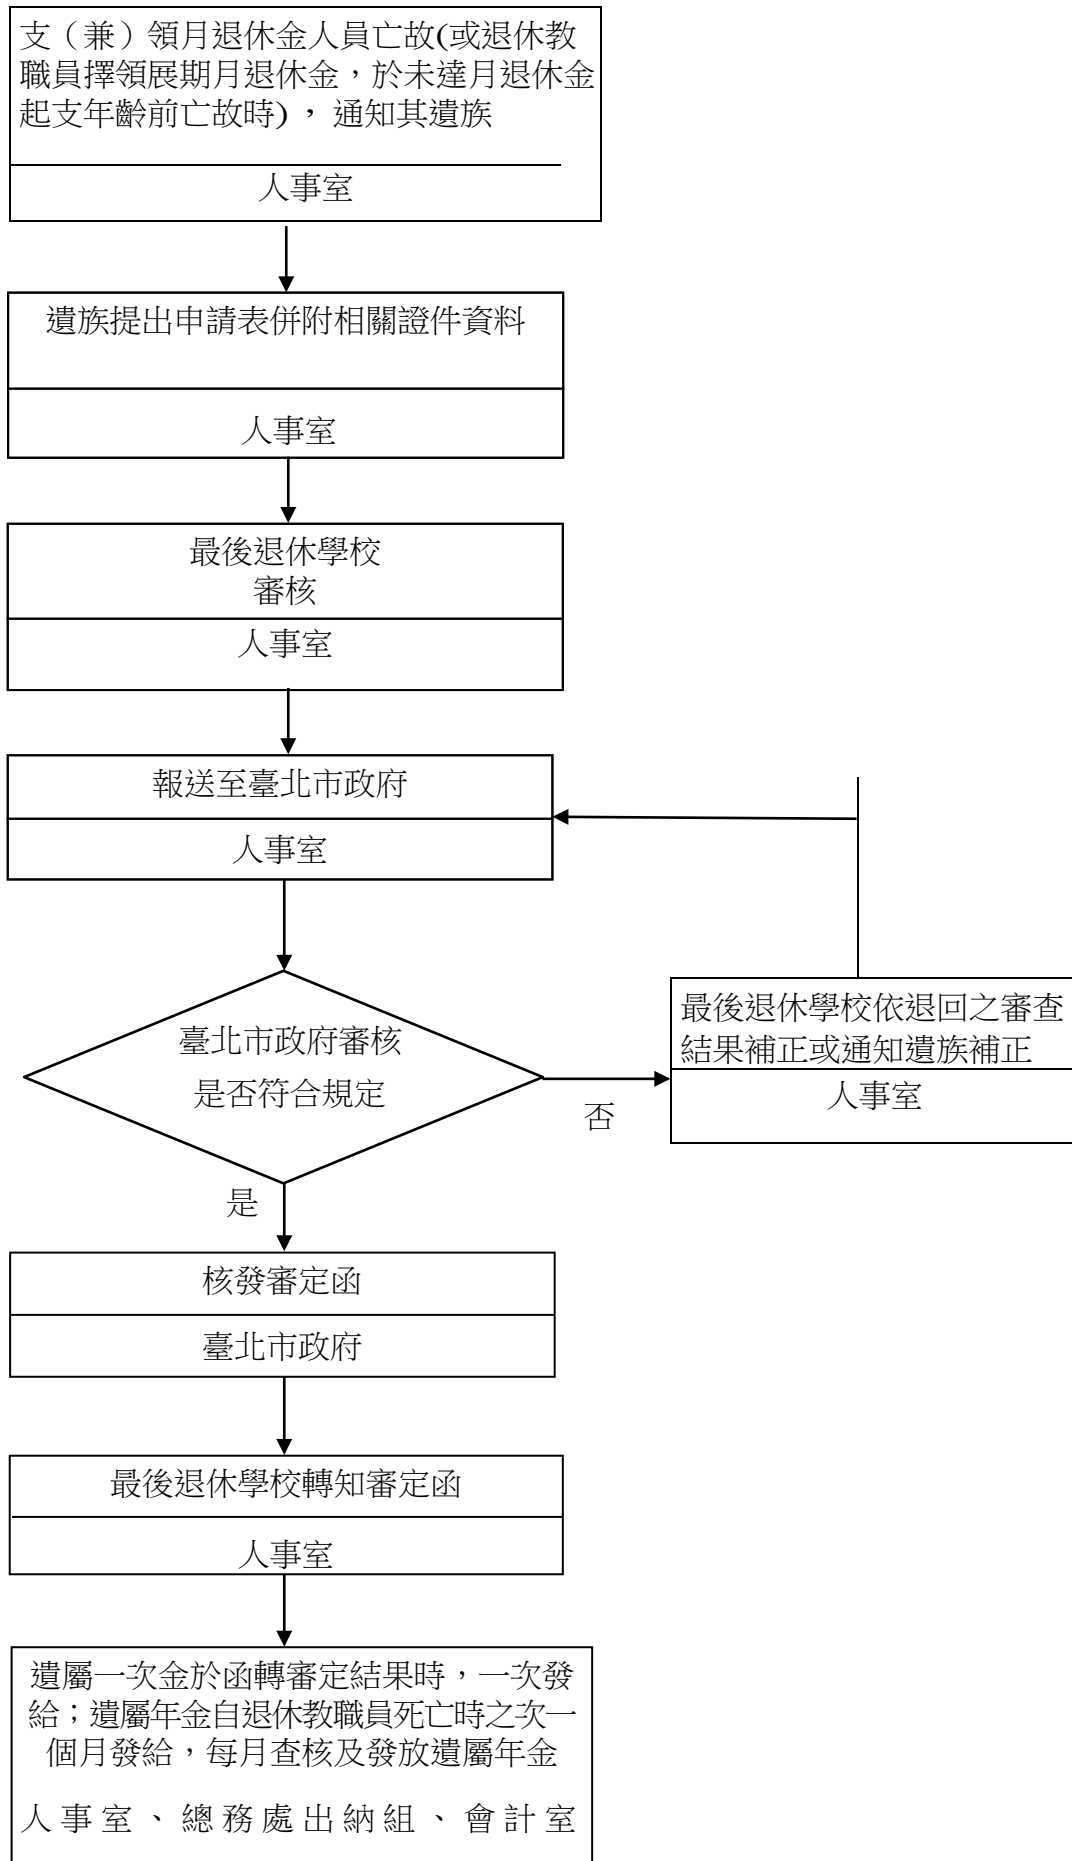 支（兼）領月退休金人員亡故(或退休教
職員擇領展期月退休金，於未達月退休金
起支年齡前亡故時)， 通知其遺族
人事室
遺族提出申請表併附相關證件資料
人事室
最後退休學校
審核
人事室
報送至臺北市政府
人事室
臺北市政府審核
是否符合規定
否
最後退休學校依退回之審查
結果補正或通知遺族補正
人事室
是
核發審定函
臺北市政府
最後退休學校轉知審定函
人事室
遺屬一次金於函轉審定結果時，一次發
給；遺屬年金自退休教職員死亡時之次一
個月發給，每月查核及發放遺屬年金
人事室、總務處出納組、會計室